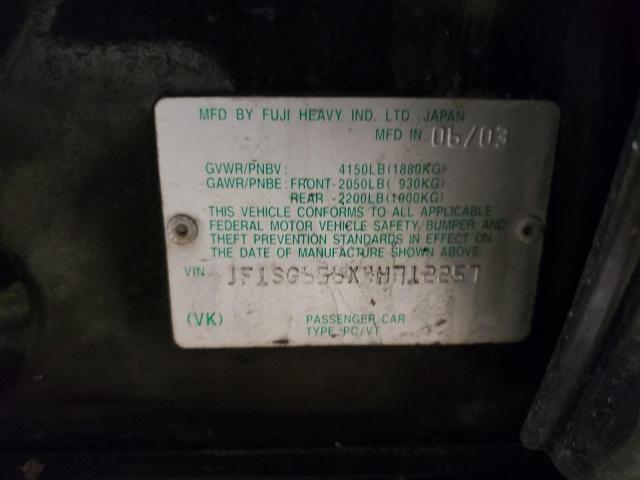 MFD BY FUJI HEAVY IND. LTD. JAPAN
MFD IN 06/03
GVWR/PNBV: 4150LB(1880KG)
GAWR/PNBE: FRONT-2050LB( 930KG)
REAR -2200LB(1000KG)
THIS VEHICLE CONFORMS TO ALL APPLICABLE
FEDERAL MOTOR VEHICLE SAFETY, BUMPER, AND
THEFT PREVENTION STANDARDS IN EFFECT ON
THE DATE OF MANUFACTURE SHOWN ABOVE.
VIN JF1SG656X4H712257
(VK) PASSENGER CAR
TYPE:PC/VT